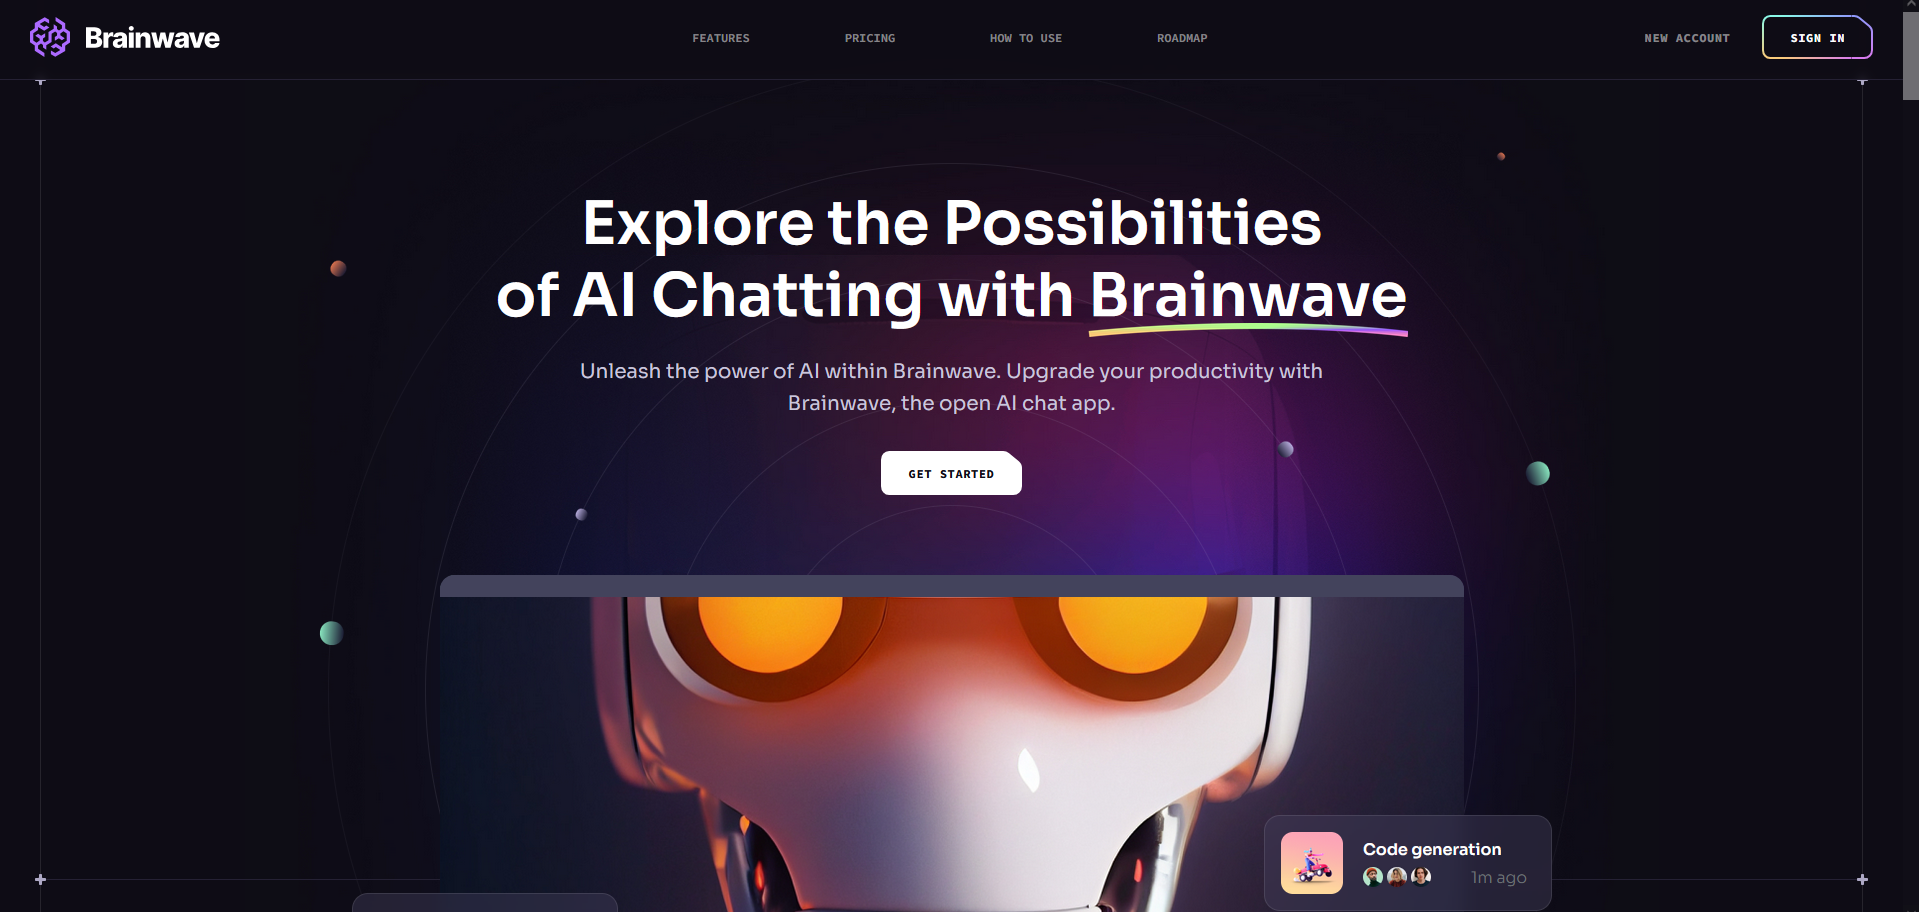 Brainwave
FEATURES
PRICING
HOW TO USE
ROADMAP
NEW ACCOUNT
SIGN IN
Explore the Possibilities
of AI Chatting with Brainwave
Unleash the power of AI within Brainwave. Upgrade your productivity with
Brainwave, the open AI chat app.
GET STARTED
Code generation
1m ago